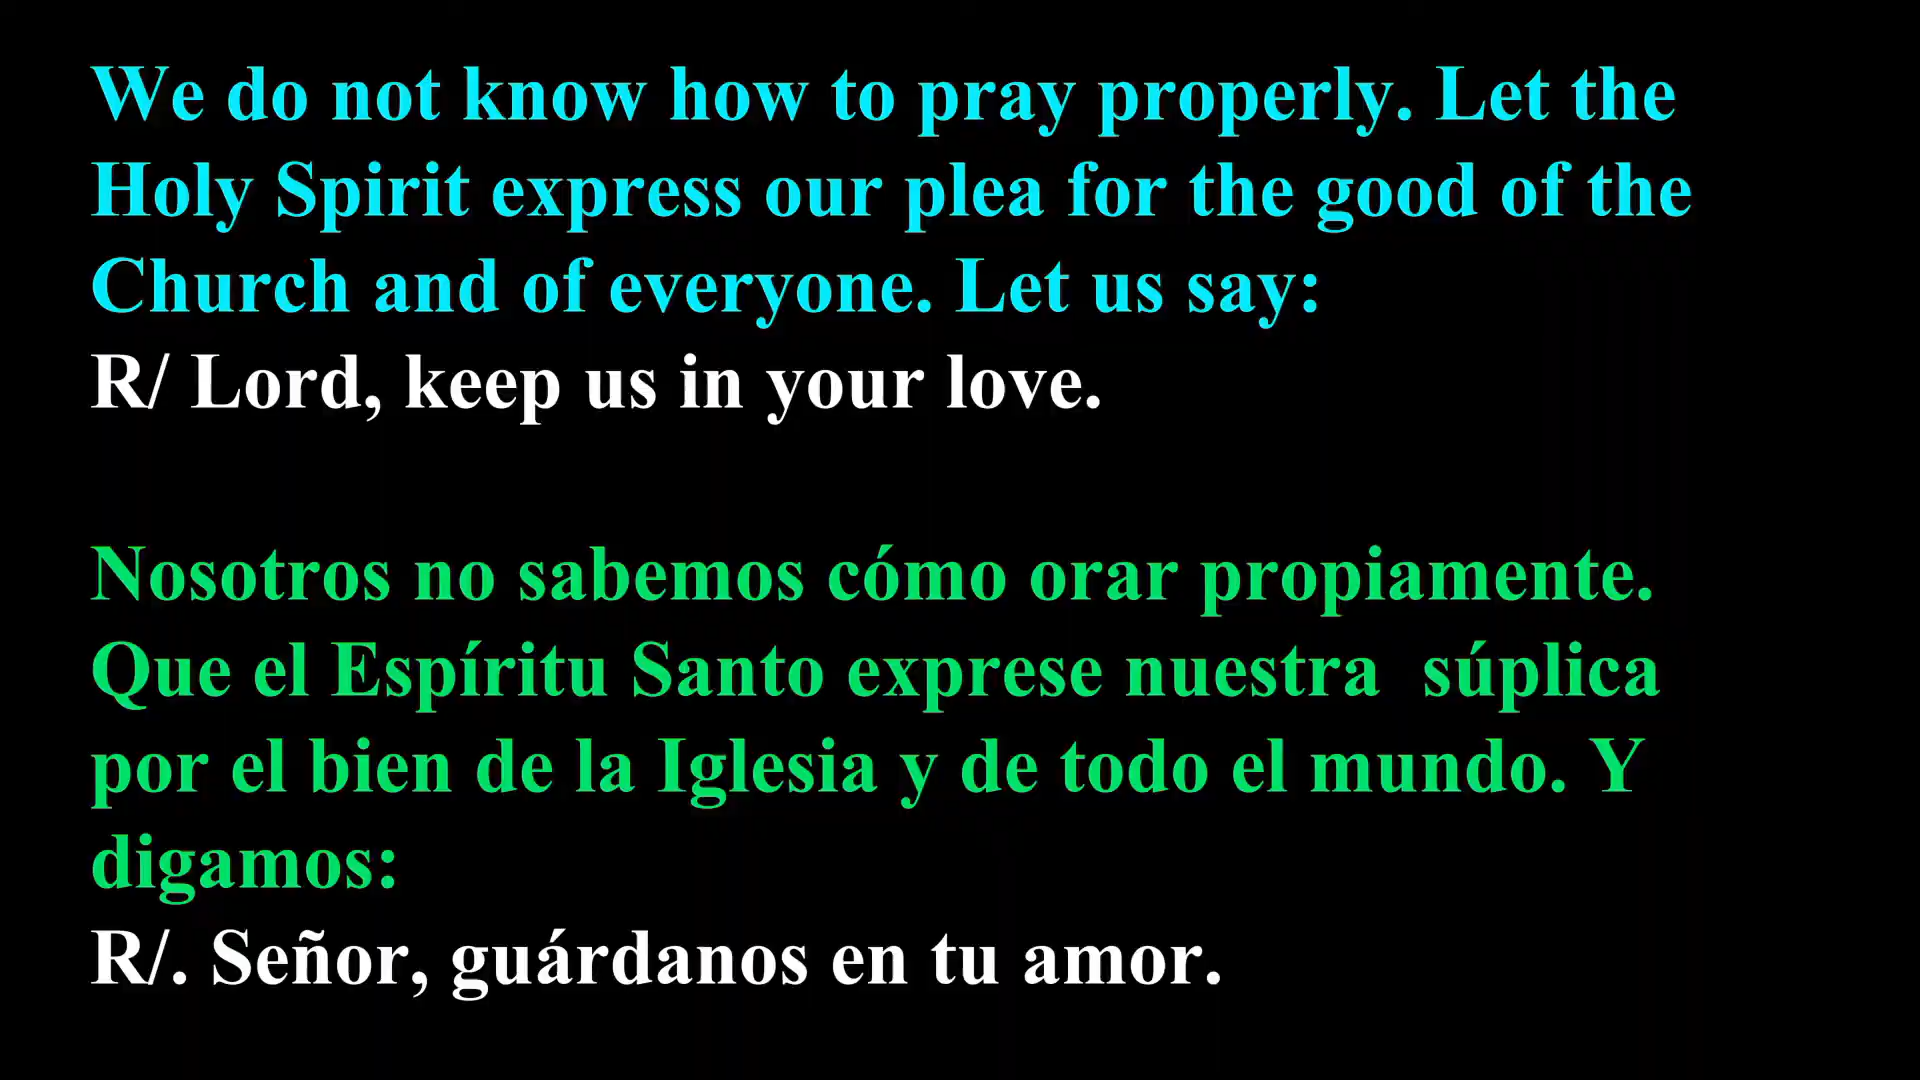 We do not know how to pray properly. Let the
Holy Spirit express our plea for the good of the
Church and of everyone. Let us say:
R/ Lord, keep us in your love.
Nosotros no sabemos cómo orar propiamente.
Que el Espíritu Santo exprese nuestra  súplica
por el bien de la Iglesia y de todo el mundo. Y
digamos:
R/. Señor, guárdanos en tu amor.